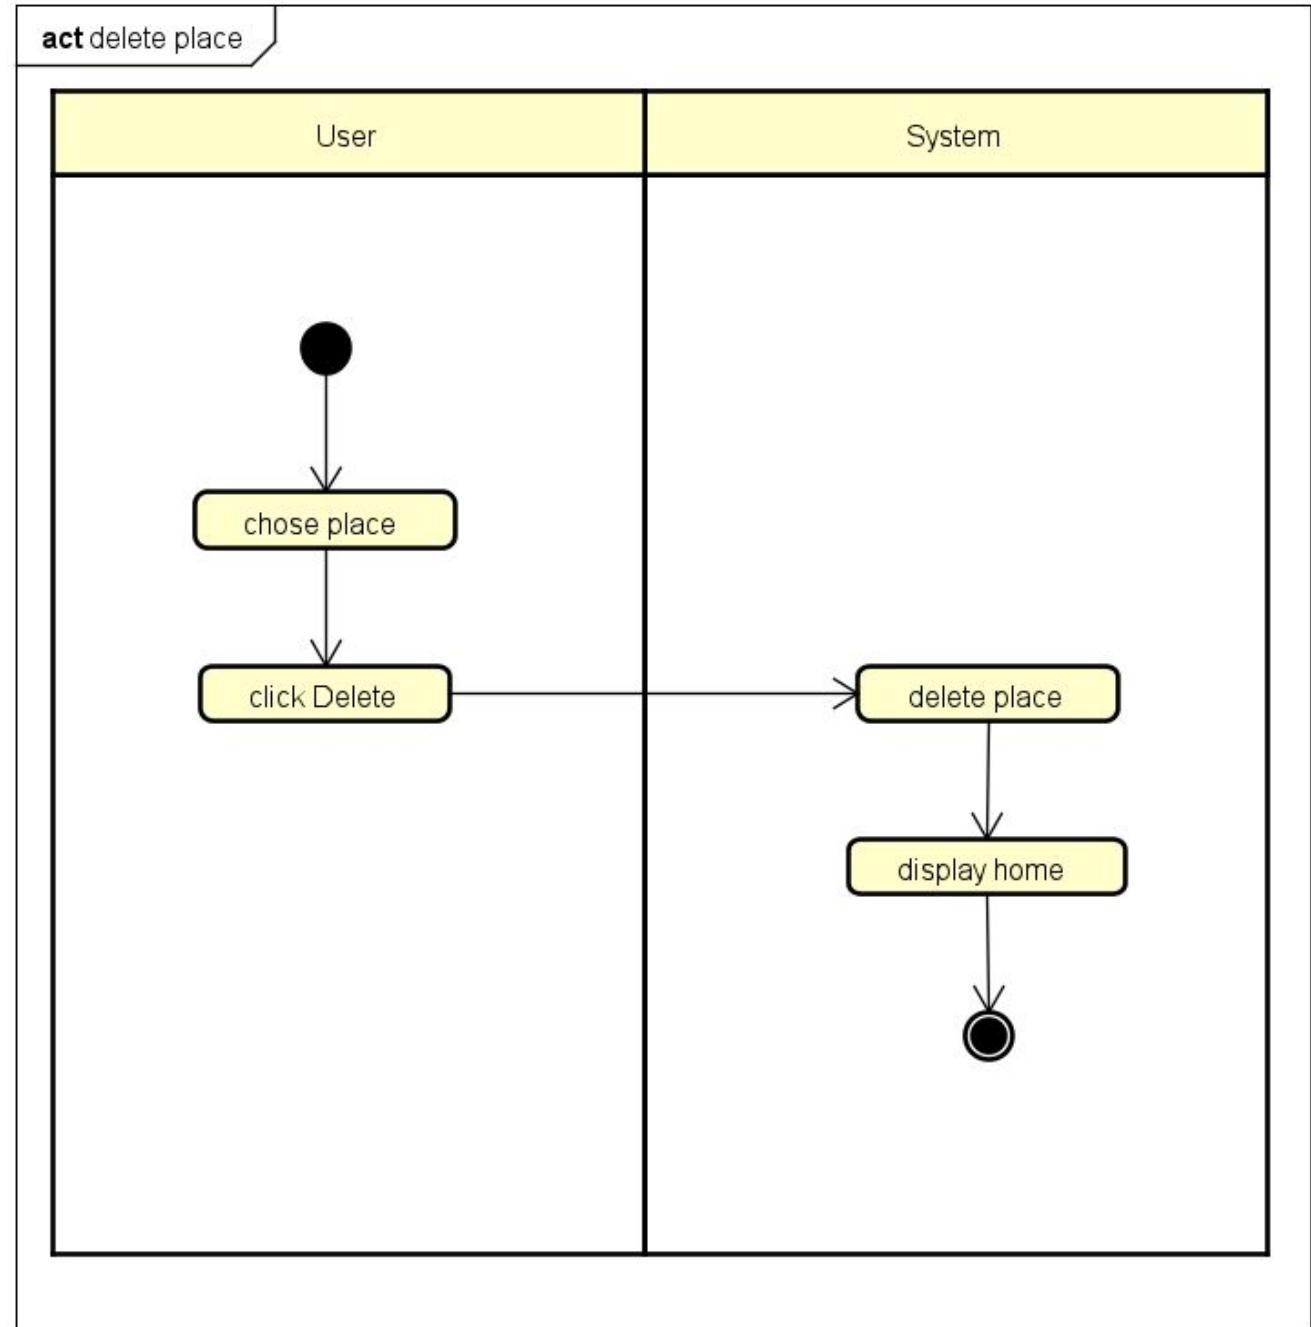 act delete place
User
System
chose place
click Delete
delete place
display home